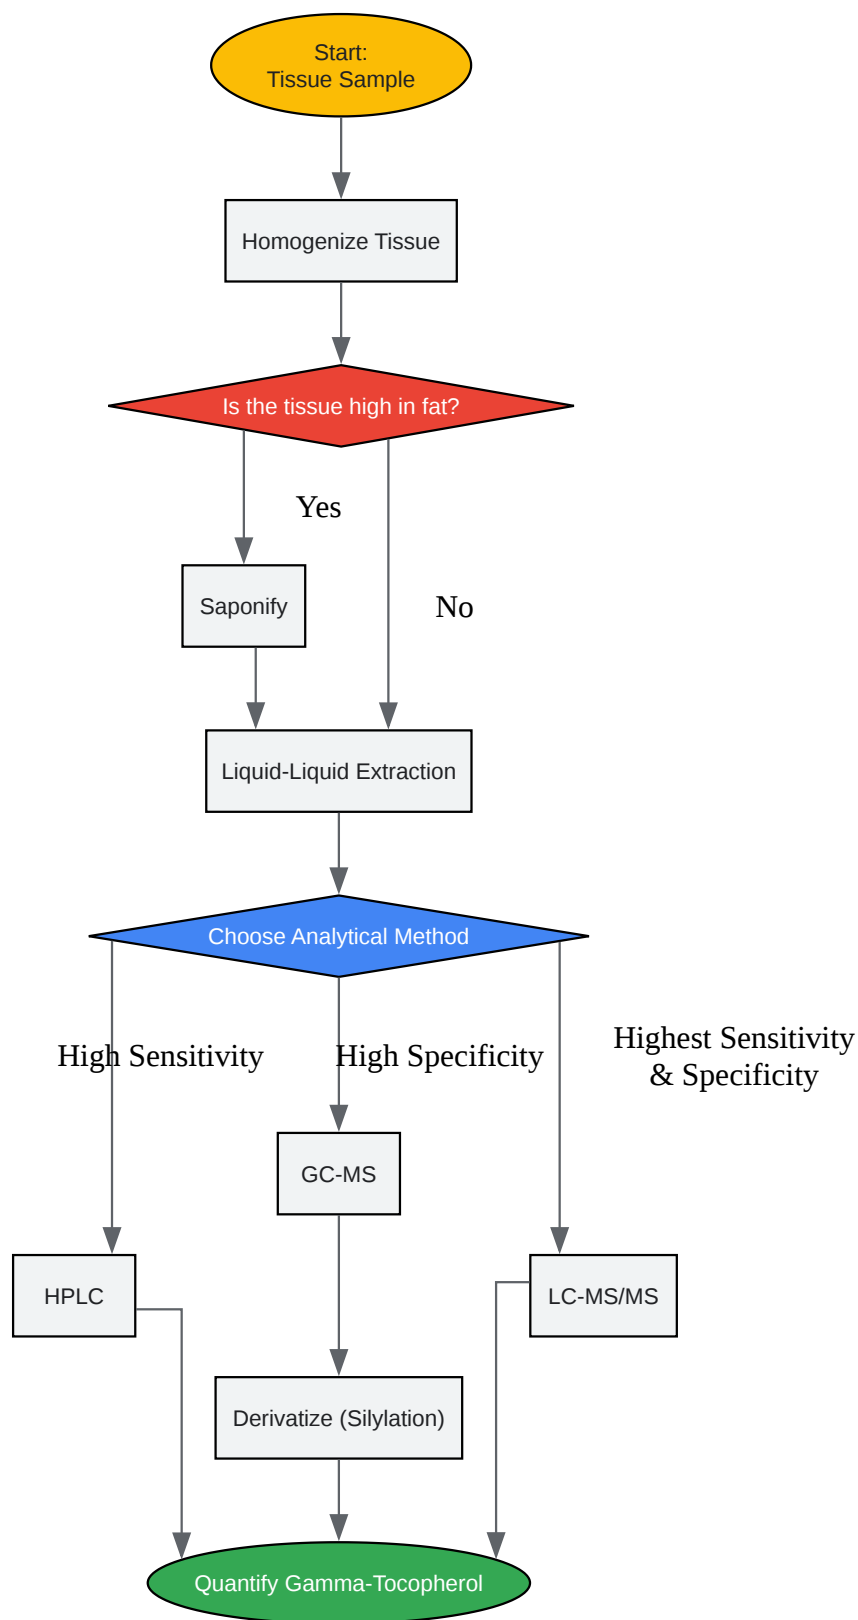 Start:
Tissue Sample
Homogenize Tissue
Is the tissue high in fat?
Yes
Saponify
No
Liquid-Liquid Extraction
Choose Analytical Method
High Sensitivity
High Specificity
Highest Sensitivity
& Specificity
GC-MS
HPLC
LC-MS/MS
Derivatize (Silylation)
Quantify Gamma-Tocopherol